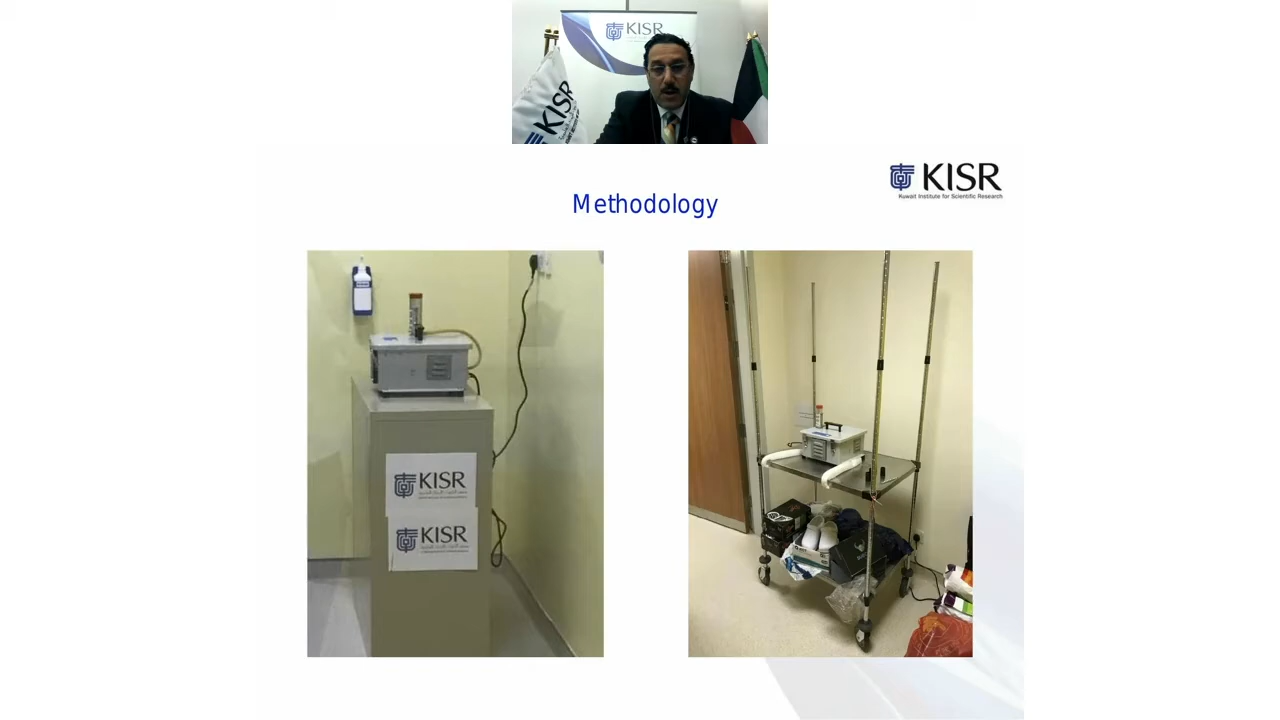 KISR
KISR
KISR
Kuwait Institute for Scientific Research
Methodology
KISR
KISR